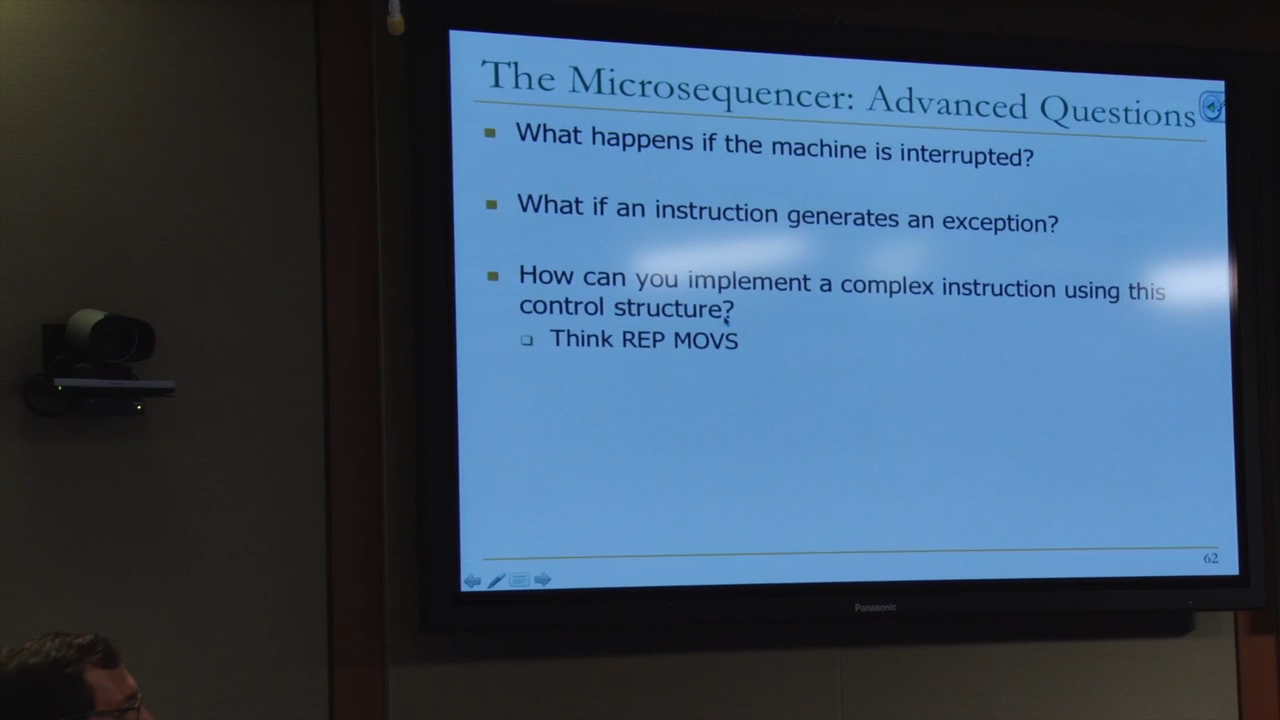 The Microsequencer: Advanced Questions
What happens if the machine is interrupted?
What if an instruction generates an exception?
How can you implement a complex instruction using this
control structure?
Think REP MOVS
62
Panasonic